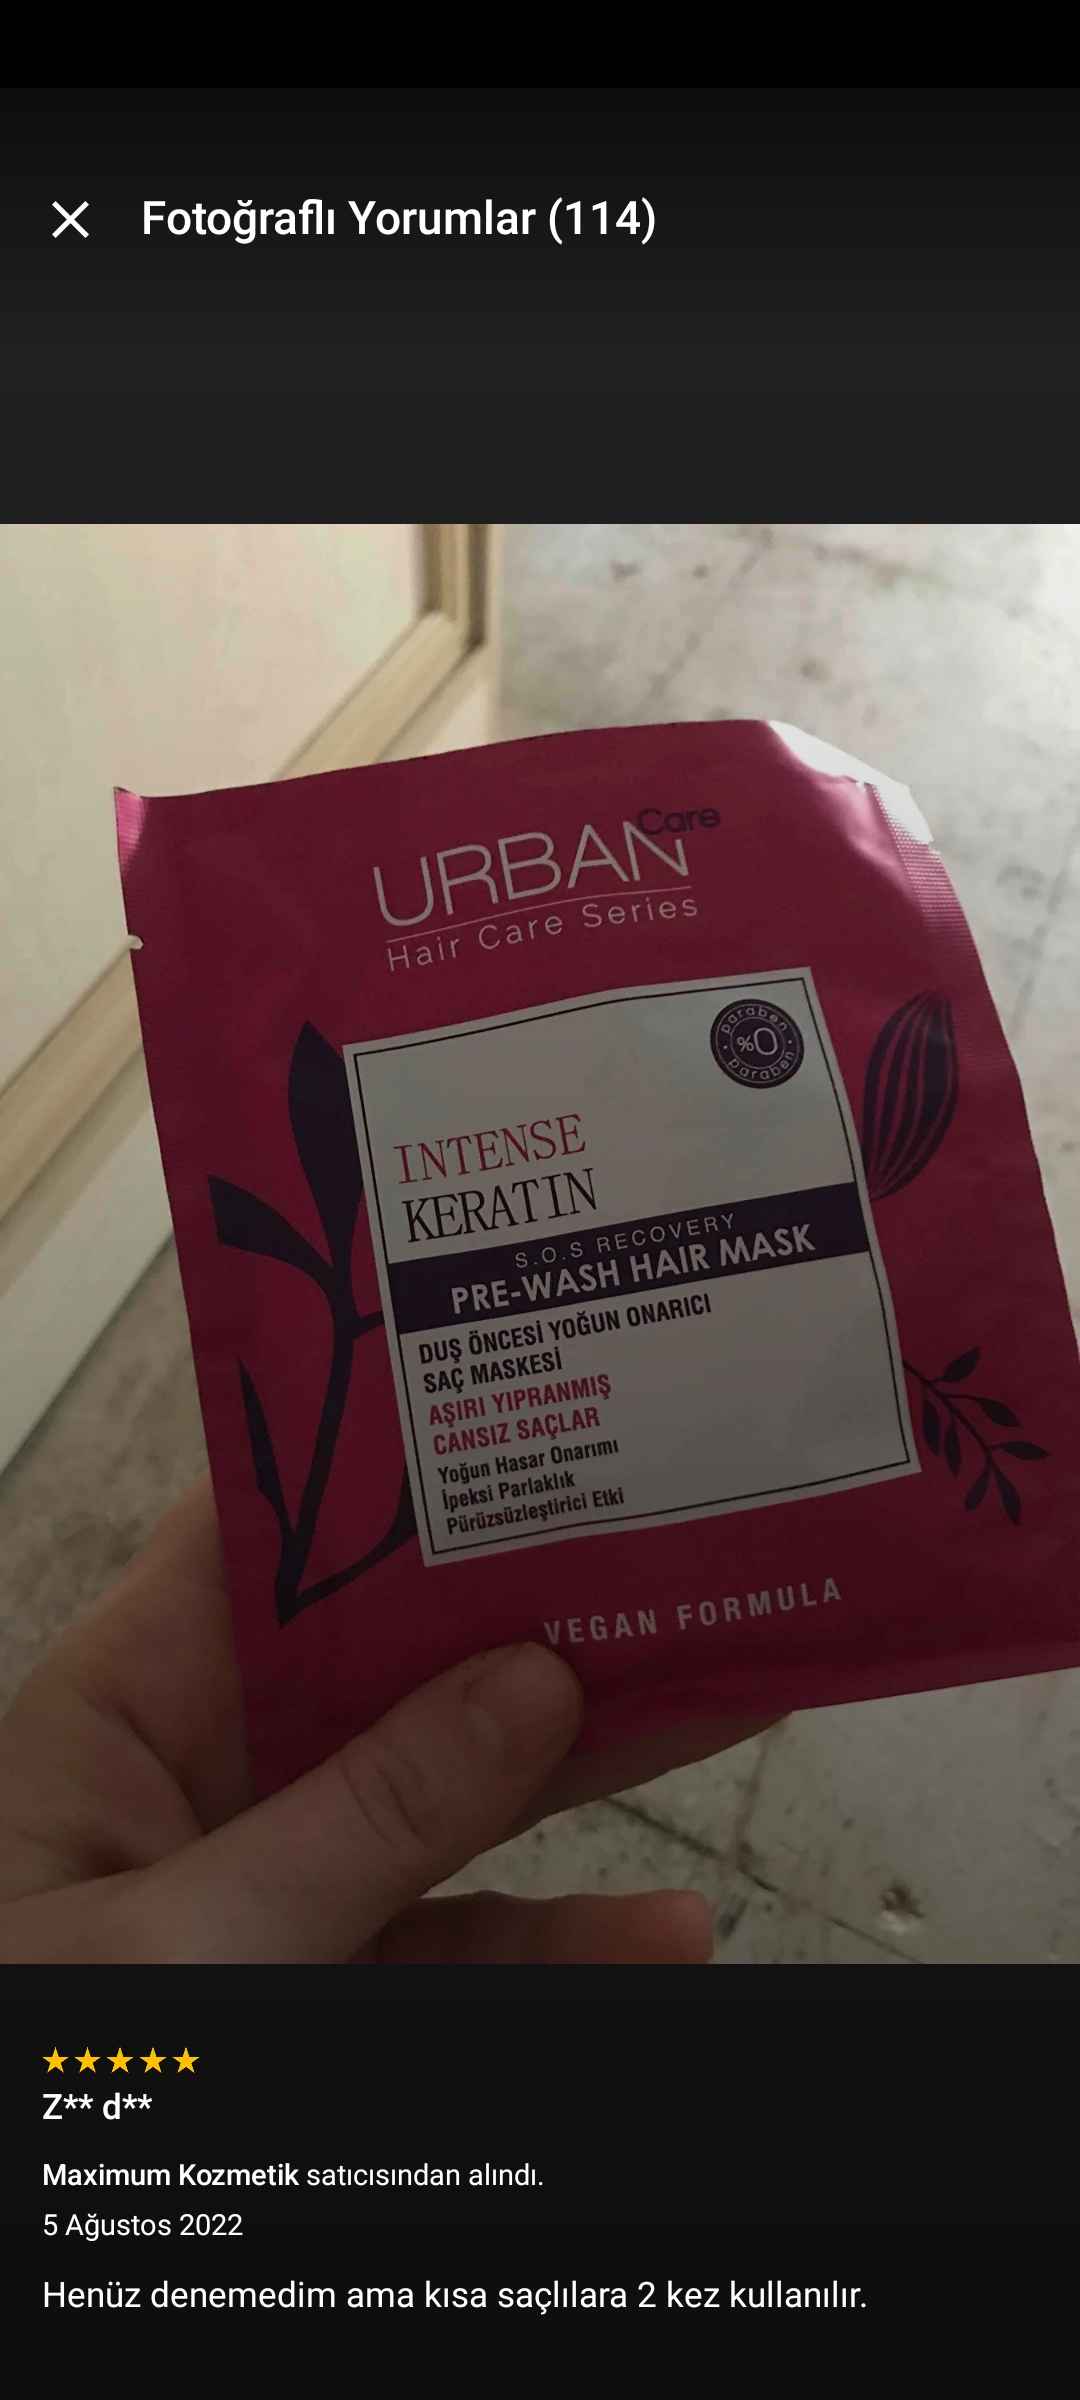 Fotoğraflı Yorumlar (114)
Care
URBAN
Hair Care Series
paraben
%0
paraben
INTENSE
KERATIN
S.O.S RECOVERY
PRE-WASH HAIR MASK
DUŞ ÖNCESİ YOĞUN ONARICI
SAÇ MASKESİ
AŞIRI YIPRANMIŞ
CANSIZ SAÇLAR
Yoğun Hasar Onarımı
İpeksi Parlaklık
Pürüzsüzleştirici Etki
VEGAN FORMULA
Z** d**
Maximum Kozmetik satıcısından alındı.
5 Ağustos 2022
Henüz denemedim ama kısa saçlılara 2 kez kullanılır.